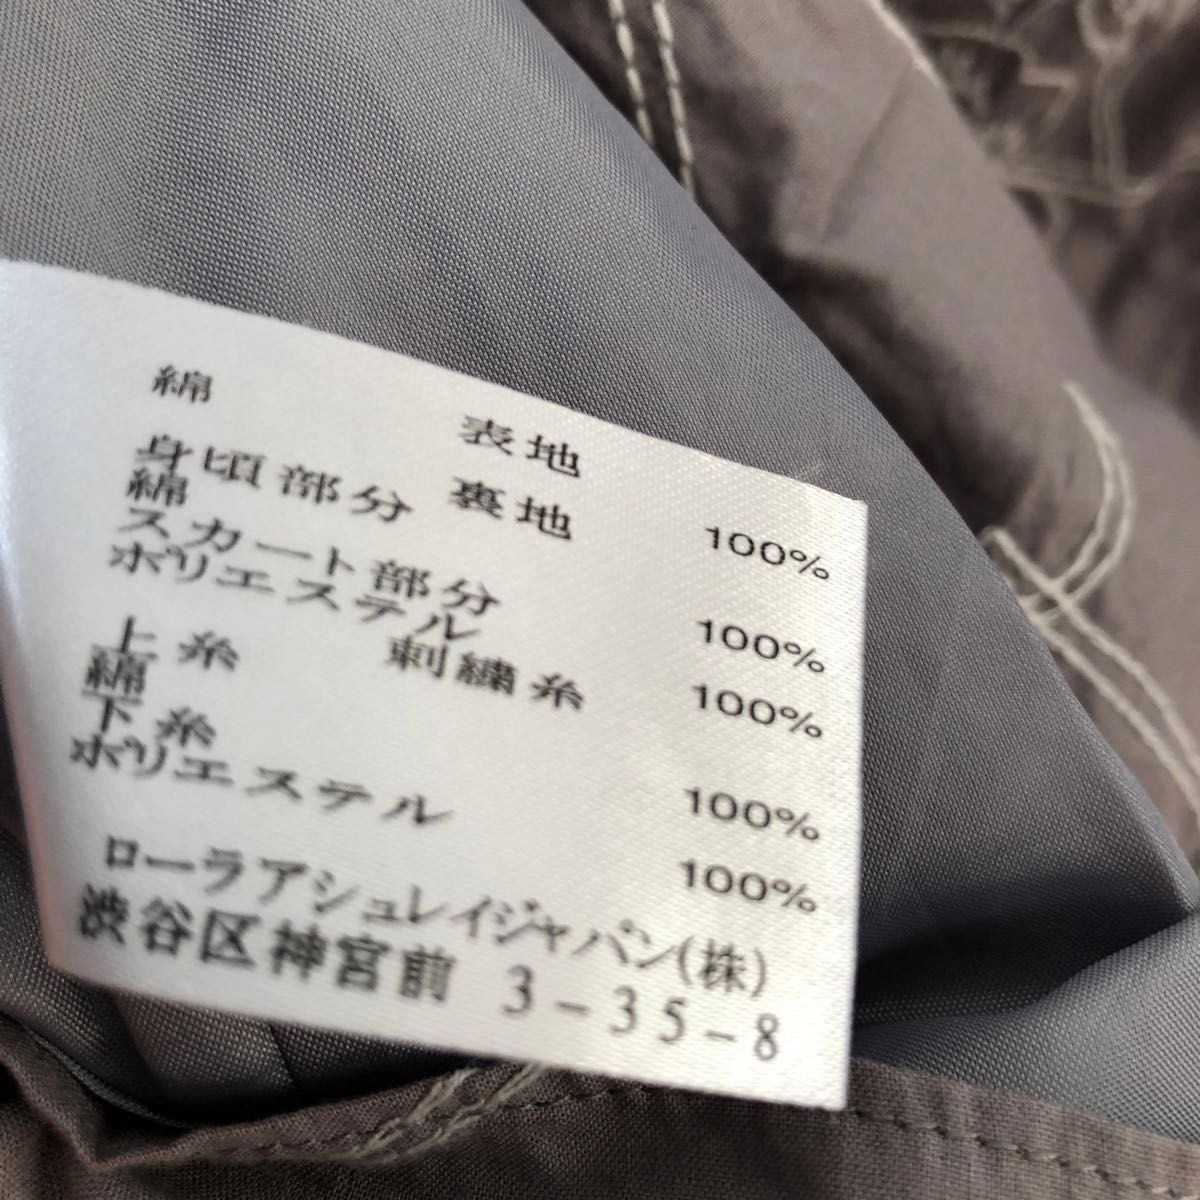 表地
綿 100%
裏地
身頃部分
綿 100%
スカート部分
ポリエステル 100%
刺繍糸
上糸
綿 100%
下糸
ポリエステル 100%
ローラアシュレイジャパン(株)
渋谷区神宮前 3-35-8